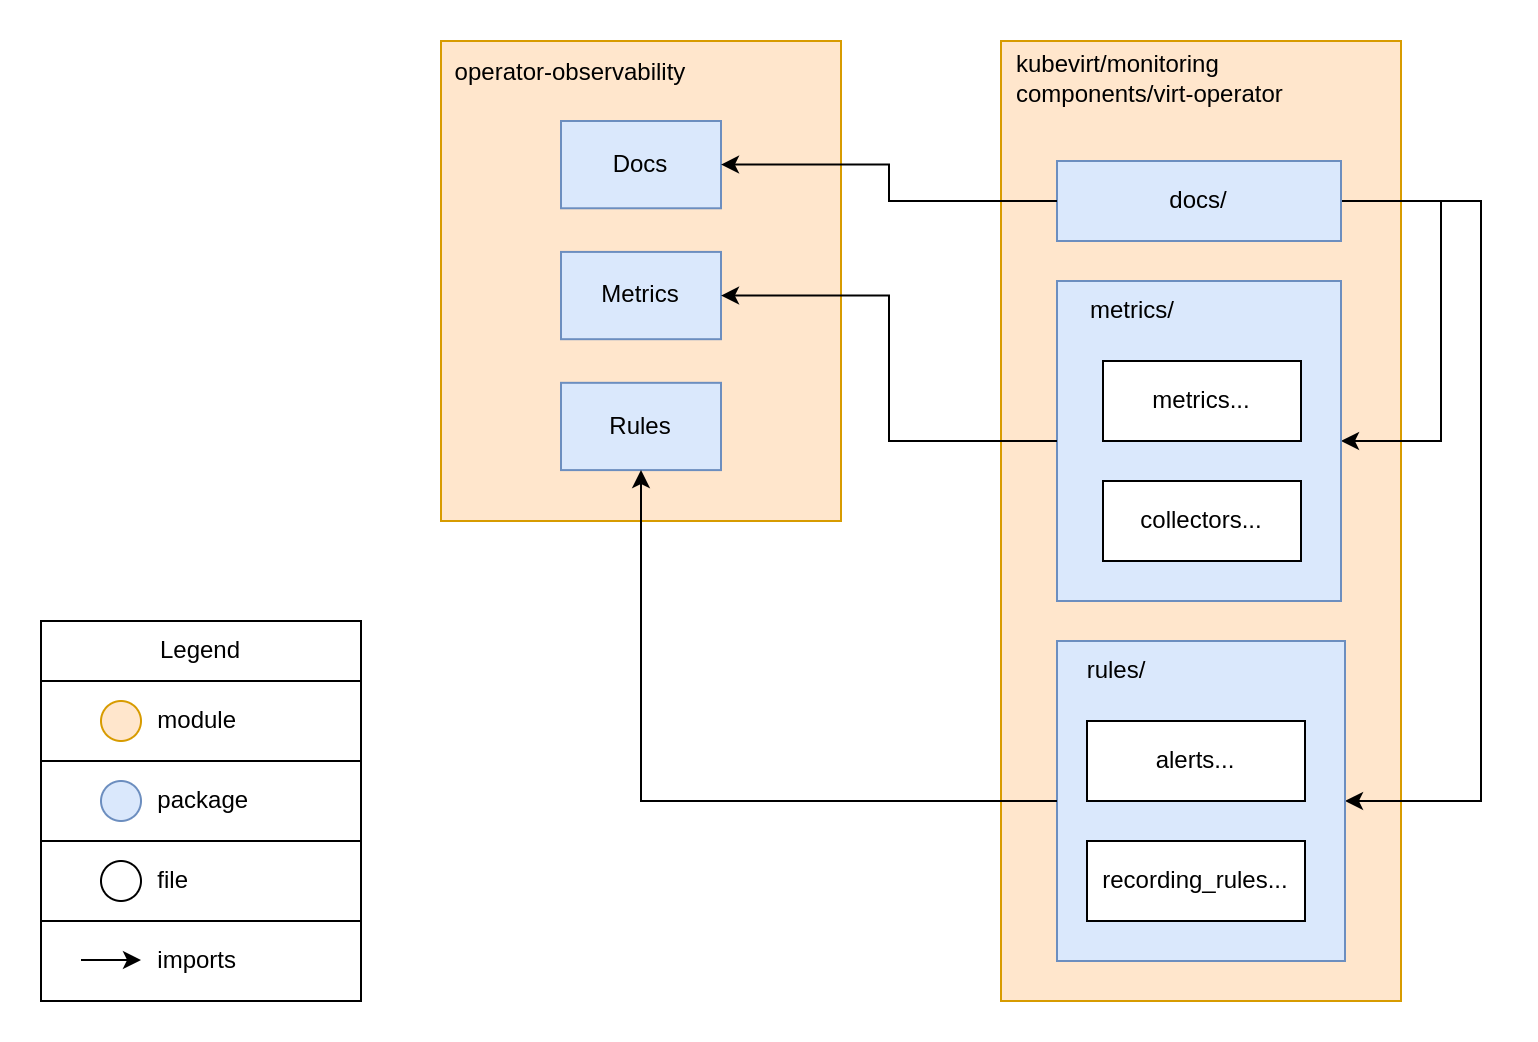 operator-observability
Docs
Metrics
Rules
kubevirt/monitoring
components/virt-operator
docs/
metrics/
metrics...
collectors...
rules/
alerts...
recording_rules...
Legend
module
package
file
imports